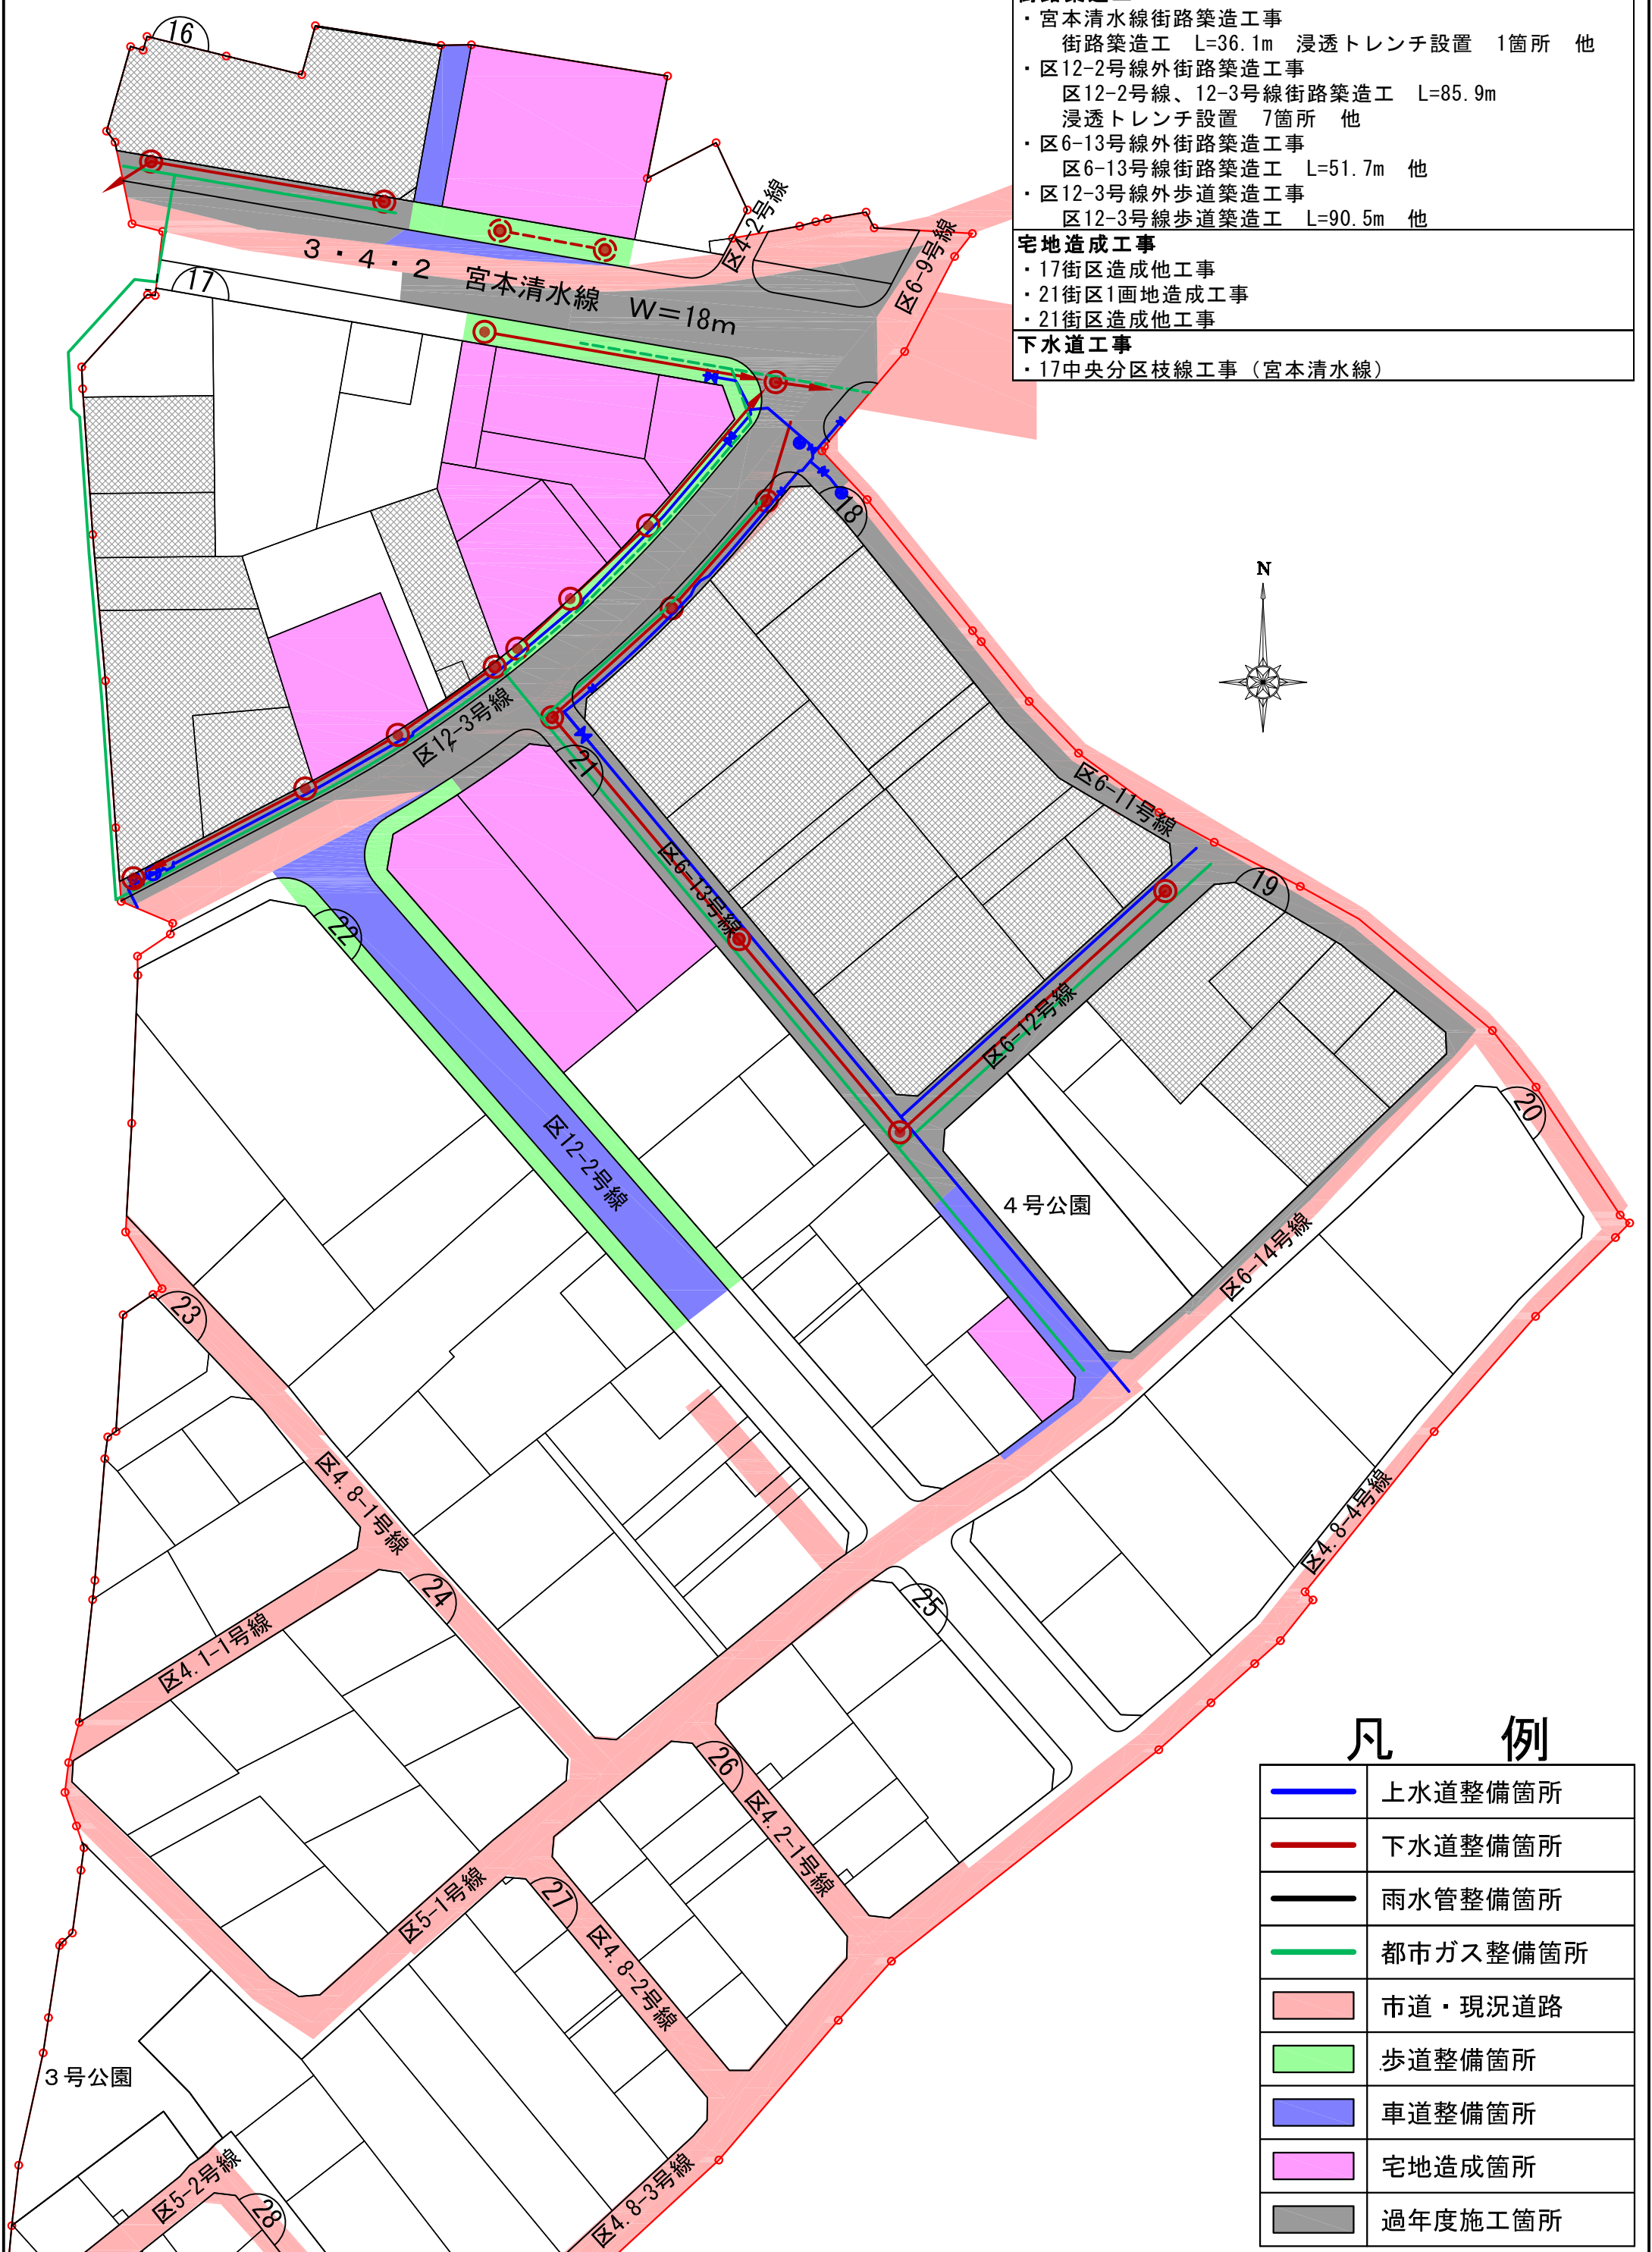 ・宮本清水線街路築造工事
街路築造工　L=36.1m　浸透トレンチ設置　1箇所　他
・区12-2号線外街路築造工事
区12-2号線、12-3号線街路築造工　L=85.9m
浸透トレンチ設置　7箇所　他
・区6-13号線外街路築造工事
区6-13号線街路築造工　L=51.7m　他
・区12-3号線外歩道築造工事
区12-3号線歩道築造工　L=90.5m　他
宅地造成工事
・17街区造成他工事
・21街区1画地造成工事
・21街区造成他工事
下水道工事
・17中央分区枝線工事（宮本清水線）
16
区4-2号線
区6-9号線
3・4・2　宮本清水線　W＝18m
17
18
N
区12-3号線
21
区6-11号線
区6-13号線
19
22
区6-12号線
20
区12-2号線
4号公園
区6-14号線
23
区4.8-1号線
区4.8-4号線
24
25
区4.1-1号線
26
区4.2-1号線
区5-1号線
27
区4.8-2号線
3号公園
区5-2号線
28
区4.8-3号線
凡　例
上水道整備箇所
下水道整備箇所
雨水管整備箇所
都市ガス整備箇所
市道・現況道路
歩道整備箇所
車道整備箇所
宅地造成箇所
過年度施工箇所